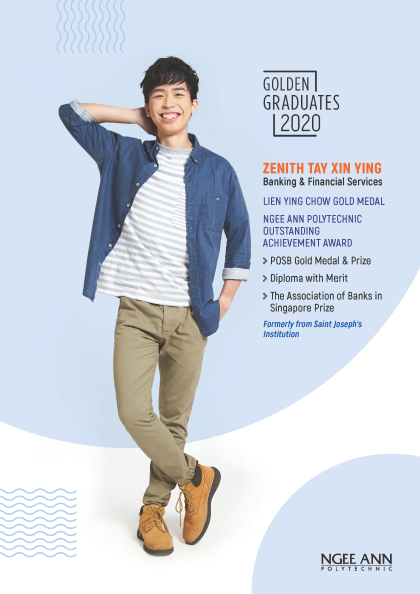 GOLDEN
GRADUATES
2020
ZENITH TAY XIN YING
Banking & Financial Services
LIEN YING CHOW GOLD MEDAL
NGEE ANN POLYTECHNIC
OUTSTANDING
ACHIEVEMENT AWARD
> POSB Gold Medal & Prize
> Diploma with Merit
> The Association of Banks in
Singapore Prize
Formerly from Saint Joseph's
Institution
NGEE ANN
POLYTECHNIC